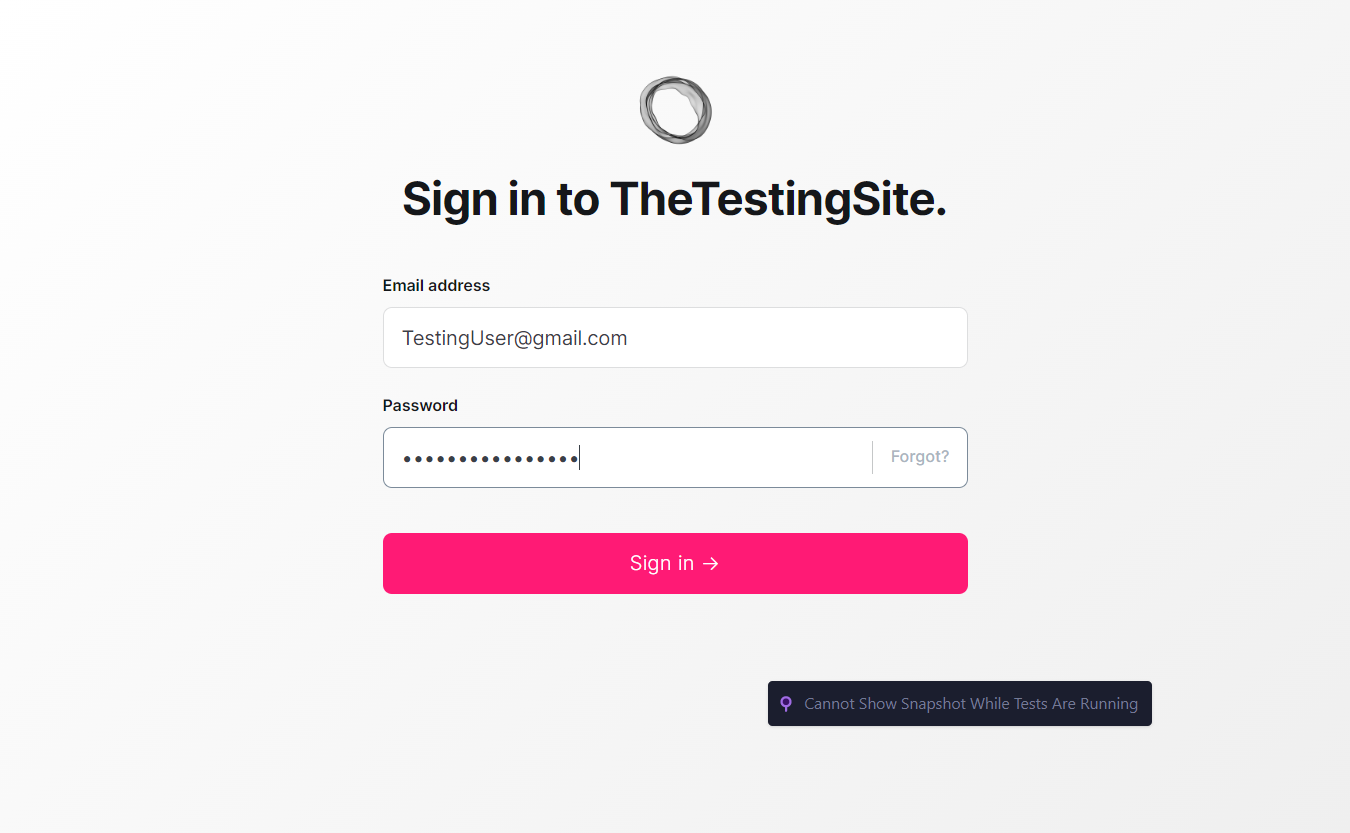 Sign in to TheTestingSite.
Email address
TestingUser@gmail.com
Password
••••••••••••••••
Forgot?
Sign in →
Cannot Show Snapshot While Tests Are Running